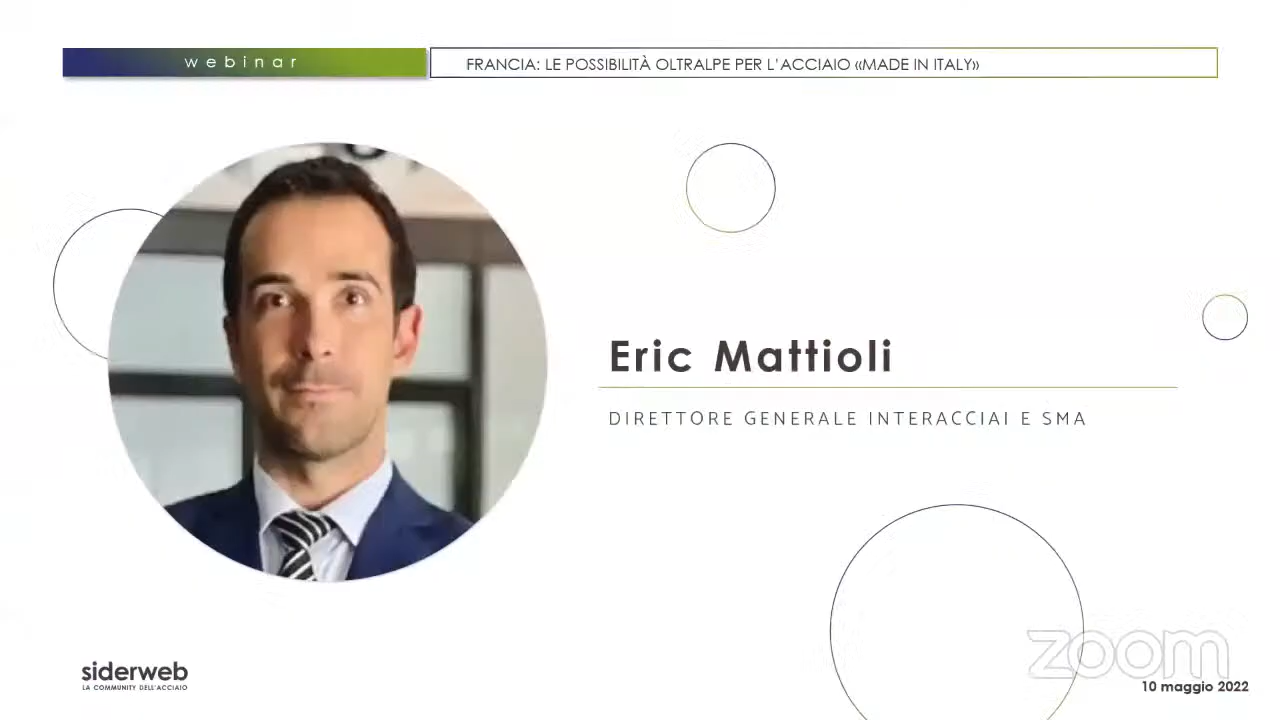 webinar
FRANCIA: LE POSSIBILITÀ OLTRALPE PER L'ACCIAIO «MADE IN ITALY»
Eric Mattioli
DIRETTORE GENERALE INTERACCIAI E SMA
siderweb
LA COMMUNITY DELL'ACCIAIO
zoom
10 maggio 2022